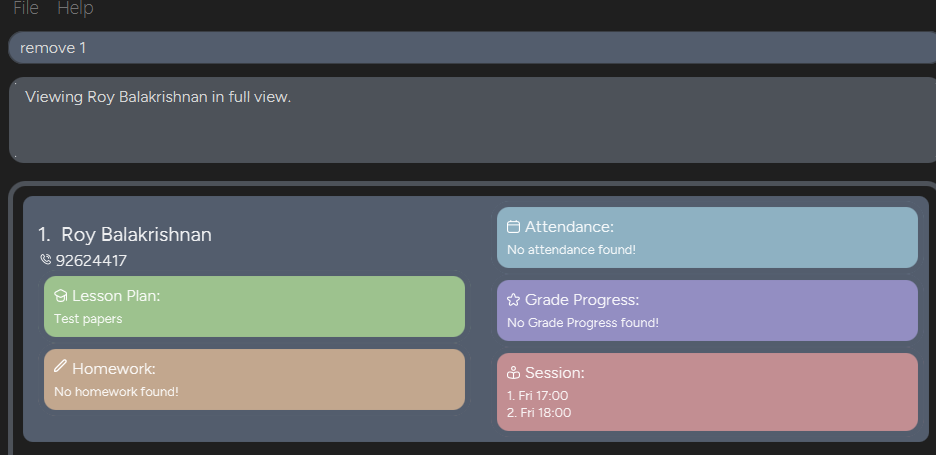 File Help
remove 1
Viewing Roy Balakrishnan in full view.
1. Roy Balakrishnan
92624417
Lesson Plan:
Test papers
Homework:
No homework found!
Attendance:
No attendance found!
Grade Progress:
No Grade Progress found!
Session:
1. Fri 17:00
2. Fri 18:00